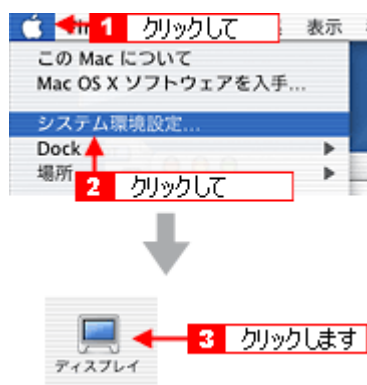 1 クリックして 表示
この Mac について
Mac OS X ソフトウェアを入手...
システム環境設定...
Dock
場所
2 クリックして
3 クリックします
ディスプレイ